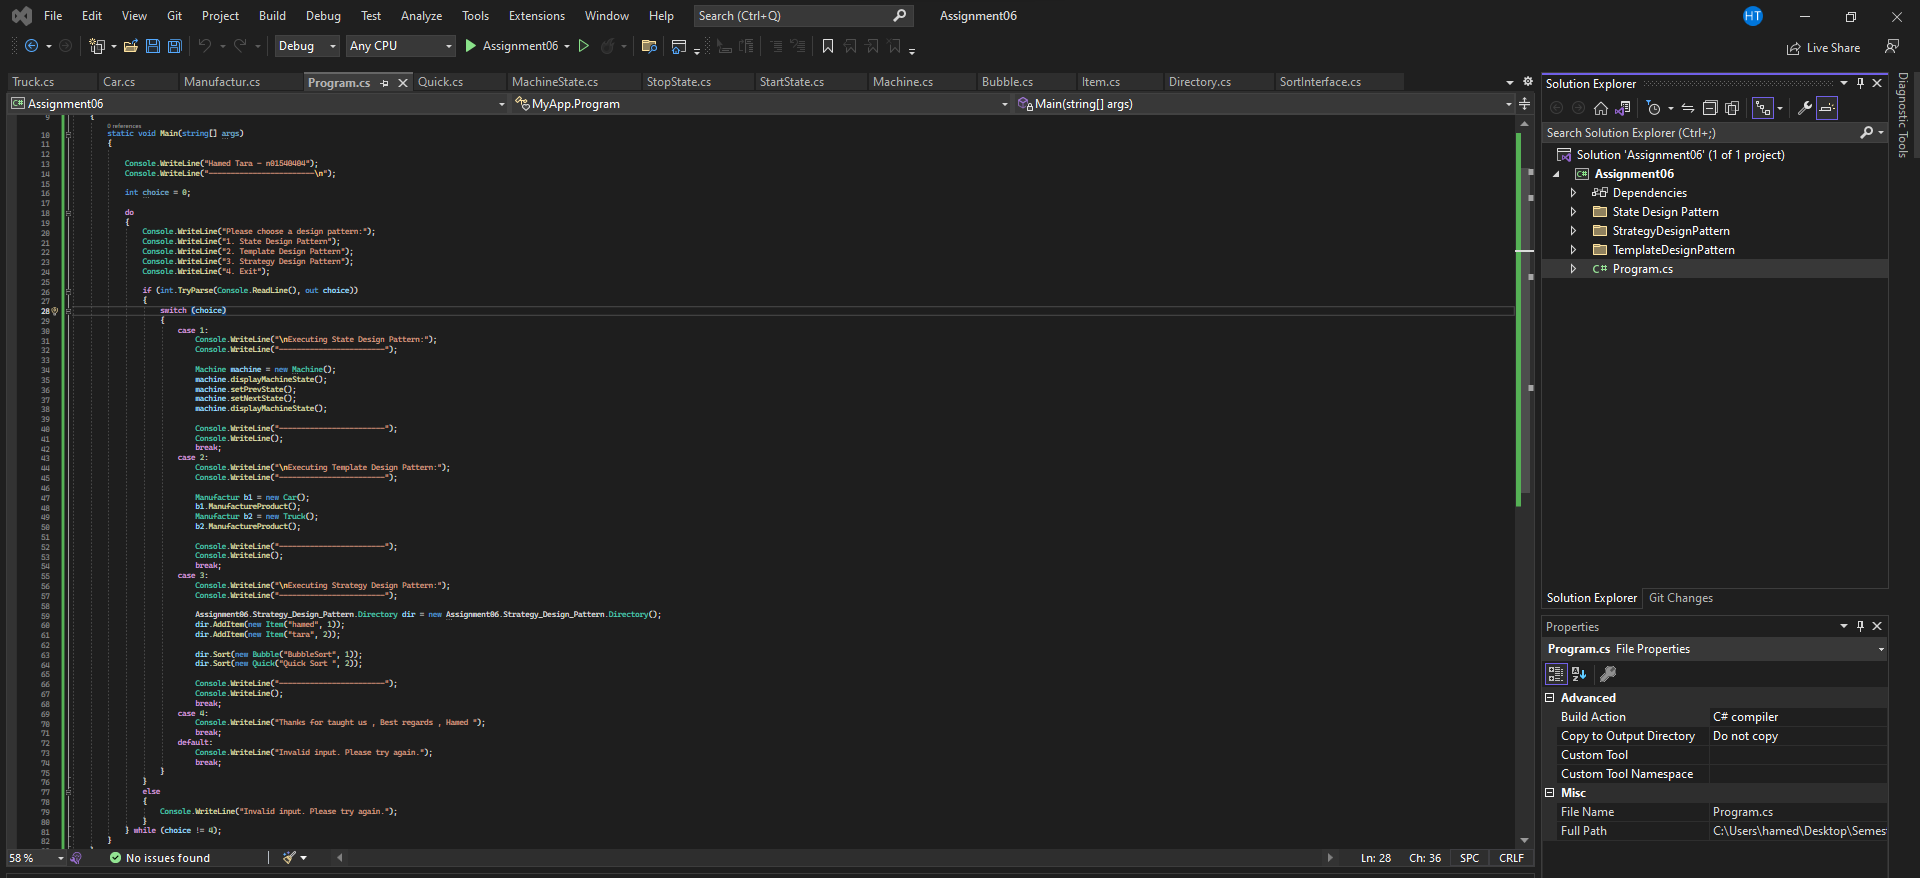 File Edit View Git Project Build Debug Test Analyze Tools Extensions Window Help Search (Ctrl+Q) Assignment06 HT
Debug Any CPU Assignment06 Live Share
Truck.cs Car.cs Manufactur.cs Program.cs Quick.cs MachineState.cs StopState.cs StartState.cs Machine.cs Bubble.cs Item.cs Directory.cs SortInterface.cs
C# Assignment06 MyApp.Program Main(string[] args)
9 {
0 references
10 static void Main(string[] args)
11 {
12
13 Console.WriteLine("Hamed Tara - n01540404");
14 Console.WriteLine("------------------------\n");
15
16 int choice = 0;
17
18 do
19 {
20 Console.WriteLine("Please choose a design pattern:");
21 Console.WriteLine("1. State Design Pattern");
22 Console.WriteLine("2. Template Design Pattern");
23 Console.WriteLine("3. Strategy Design Pattern");
24 Console.WriteLine("4. Exit");
25
26 if (int.TryParse(Console.ReadLine(), out choice))
27 {
28 switch (choice)
29 {
30 case 1:
31 Console.WriteLine("\nExecuting State Design Pattern:");
32 Console.WriteLine("------------------------");
33
34 Machine machine = new Machine();
35 machine.displayMachineState();
36 machine.setPrevState();
37 machine.setNextState();
38 machine.displayMachineState();
39
40 Console.WriteLine("------------------------");
41 Console.WriteLine();
42 break;
43 case 2:
44 Console.WriteLine("\nExecuting Template Design Pattern:");
45 Console.WriteLine("------------------------");
46
47 Manufactur b1 = new Car();
48 b1.ManufactureProduct();
49 Manufactur b2 = new Truck();
50 b2.ManufactureProduct();
51
52 Console.WriteLine("------------------------");
53 Console.WriteLine();
54 break;
55 case 3:
56 Console.WriteLine("\nExecuting Strategy Design Pattern:");
57 Console.WriteLine("------------------------");
58
59 Assignment06.Strategy_Design_Pattern.Directory dir = new Assignment06.Strategy_Design_Pattern.Directory();
60 dir.AddItem(new Item("hamed", 1));
61 dir.AddItem(new Item("tara", 2));
62
63 dir.Sort(new Bubble("BubbleSort", 1));
64 dir.Sort(new Quick("Quick Sort ", 2));
65
66 Console.WriteLine("------------------------");
67 Console.WriteLine();
68 break;
69 case 4:
70 Console.WriteLine("Thanks for taught us , Best regards , Hamed ");
71 break;
72 default:
73 Console.WriteLine("Invalid input. Please try again.");
74 break;
75 }
76 }
77 else
78 {
79 Console.WriteLine("Invalid input. Please try again.");
80 }
81 } while (choice != 4);
82 }
58 % No issues found Ln: 28 Ch: 36 SPC CRLF
Solution Explorer
Search Solution Explorer (Ctrl+;)
Solution 'Assignment06' (1 of 1 project)
C# Assignment06
Dependencies
State Design Pattern
StrategyDesignPattern
TemplateDesignPattern
C# Program.cs
Solution Explorer Git Changes
Properties
Program.cs File Properties
Advanced
Build Action C# compiler
Copy to Output Directory Do not copy
Custom Tool
Custom Tool Namespace
Misc
File Name Program.cs
Full Path C:\Users\hamed\Desktop\Semes
Diagnostic Tools